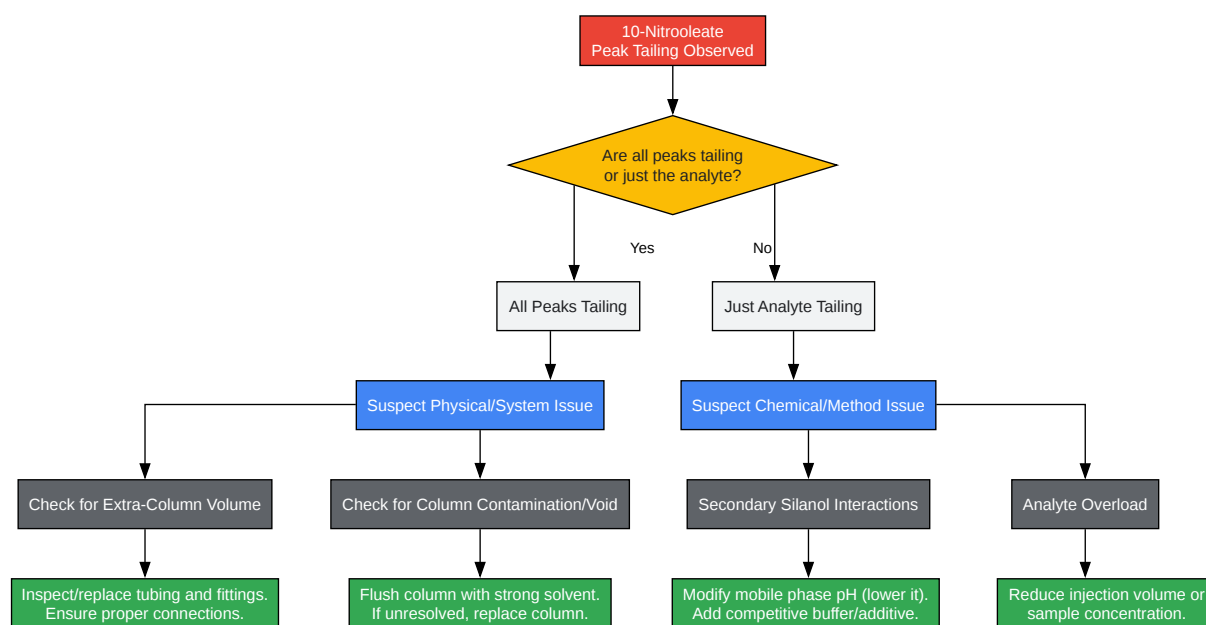 10-Nitrooleate
Peak Tailing Observed
Are all peaks tailing
or just the analyte?
Yes
No
All Peaks Tailing
Just Analyte Tailing
Suspect Physical/System Issue
Suspect Chemical/Method Issue
Check for Extra-Column Volume
Check for Column Contamination/Void
Secondary Silanol Interactions
Analyte Overload
Inspect/replace tubing and fittings.
Ensure proper connections.
Flush column with strong solvent.
If unresolved, replace column.
Modify mobile phase pH (lower it).
Add competitive buffer/additive.
Reduce injection volume or
sample concentration.